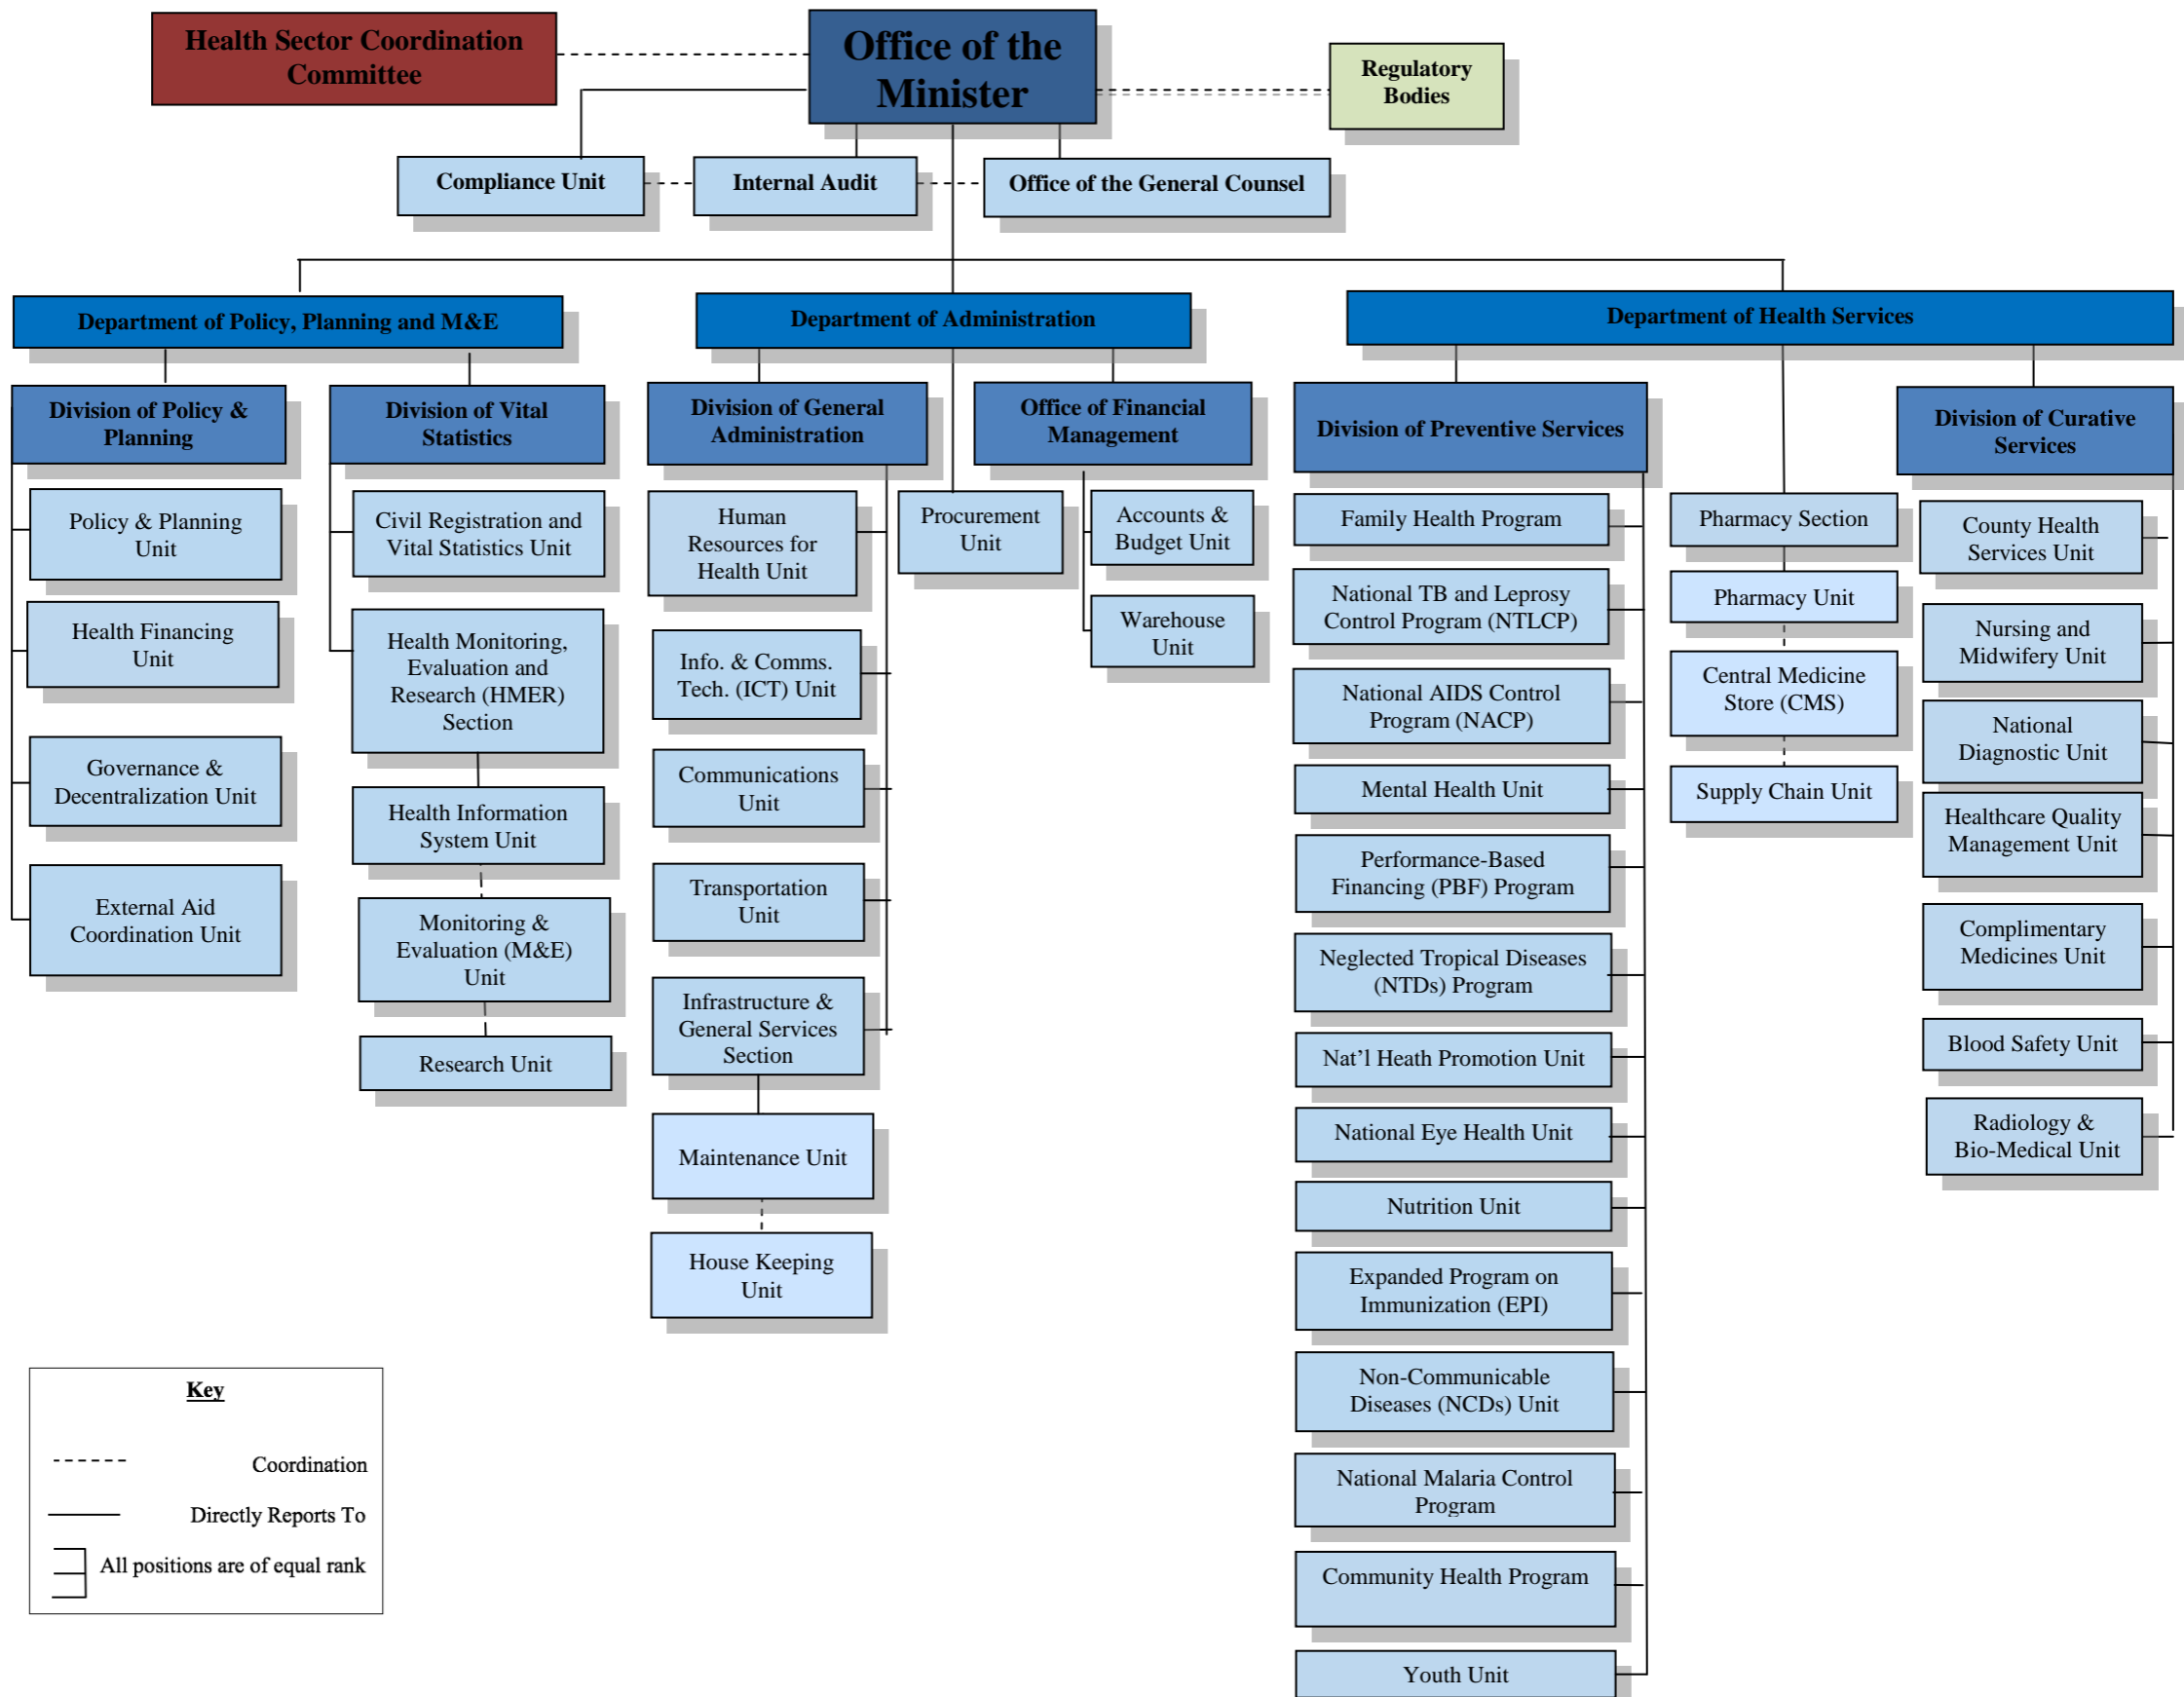 Health Sector Coordination
Committee
Office of the
Minister
Regulatory
Bodies
Compliance Unit
Internal Audit
Office of the General Counsel
Department of Policy, Planning and M&E
Department of Administration
Department of Health Services
Division of Policy &
Planning
Division of Vital
Statistics
Division of General
Administration
Office of Financial
Management
Division of Preventive Services
Division of Curative
Services
Policy & Planning
Unit
Health Financing
Unit
Governance &
Decentralization Unit
External Aid
Coordination Unit
Civil Registration and
Vital Statistics Unit
Health Monitoring,
Evaluation and
Research (HMER)
Section
Health Information
System Unit
Monitoring &
Evaluation (M&E)
Unit
Research Unit
Human
Resources for
Health Unit
Info. & Comms.
Tech. (ICT) Unit
Communications
Unit
Transportation
Unit
Infrastructure &
General Services
Section
Maintenance Unit
House Keeping
Unit
Procurement
Unit
Accounts &
Budget Unit
Warehouse
Unit
Family Health Program
National TB and Leprosy
Control Program (NTLCP)
National AIDS Control
Program (NACP)
Mental Health Unit
Performance-Based
Financing (PBF) Program
Neglected Tropical Diseases
(NTDs) Program
Nat’l Heath Promotion Unit
National Eye Health Unit
Nutrition Unit
Expanded Program on
Immunization (EPI)
Non-Communicable
Diseases (NCDs) Unit
National Malaria Control
Program
Community Health Program
Youth Unit
Pharmacy Section
Pharmacy Unit
Central Medicine
Store (CMS)
Supply Chain Unit
County Health
Services Unit
Nursing and
Midwifery Unit
National
Diagnostic Unit
Healthcare Quality
Management Unit
Complimentary
Medicines Unit
Blood Safety Unit
Radiology &
Bio-Medical Unit
Key
Coordination
Directly Reports To
All positions are of equal rank